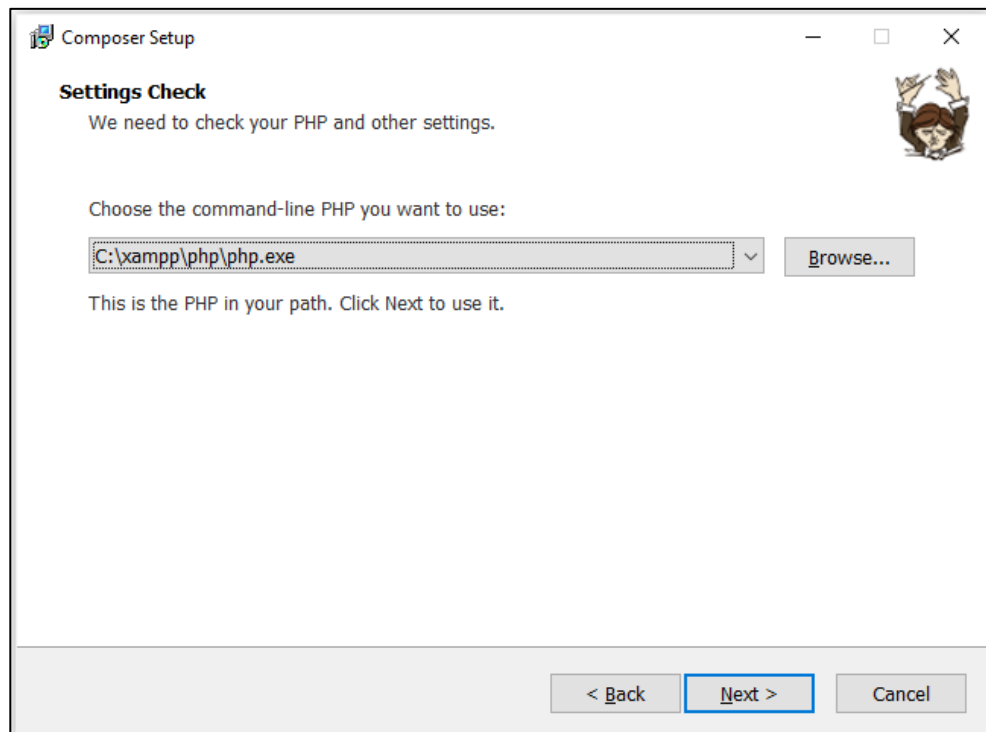 Composer Setup
Settings Check
We need to check your PHP and other settings.
Choose the command-line PHP you want to use:
C:\xampp\php\php.exe
Browse...
This is the PHP in your path. Click Next to use it.
< Back
Next >
Cancel